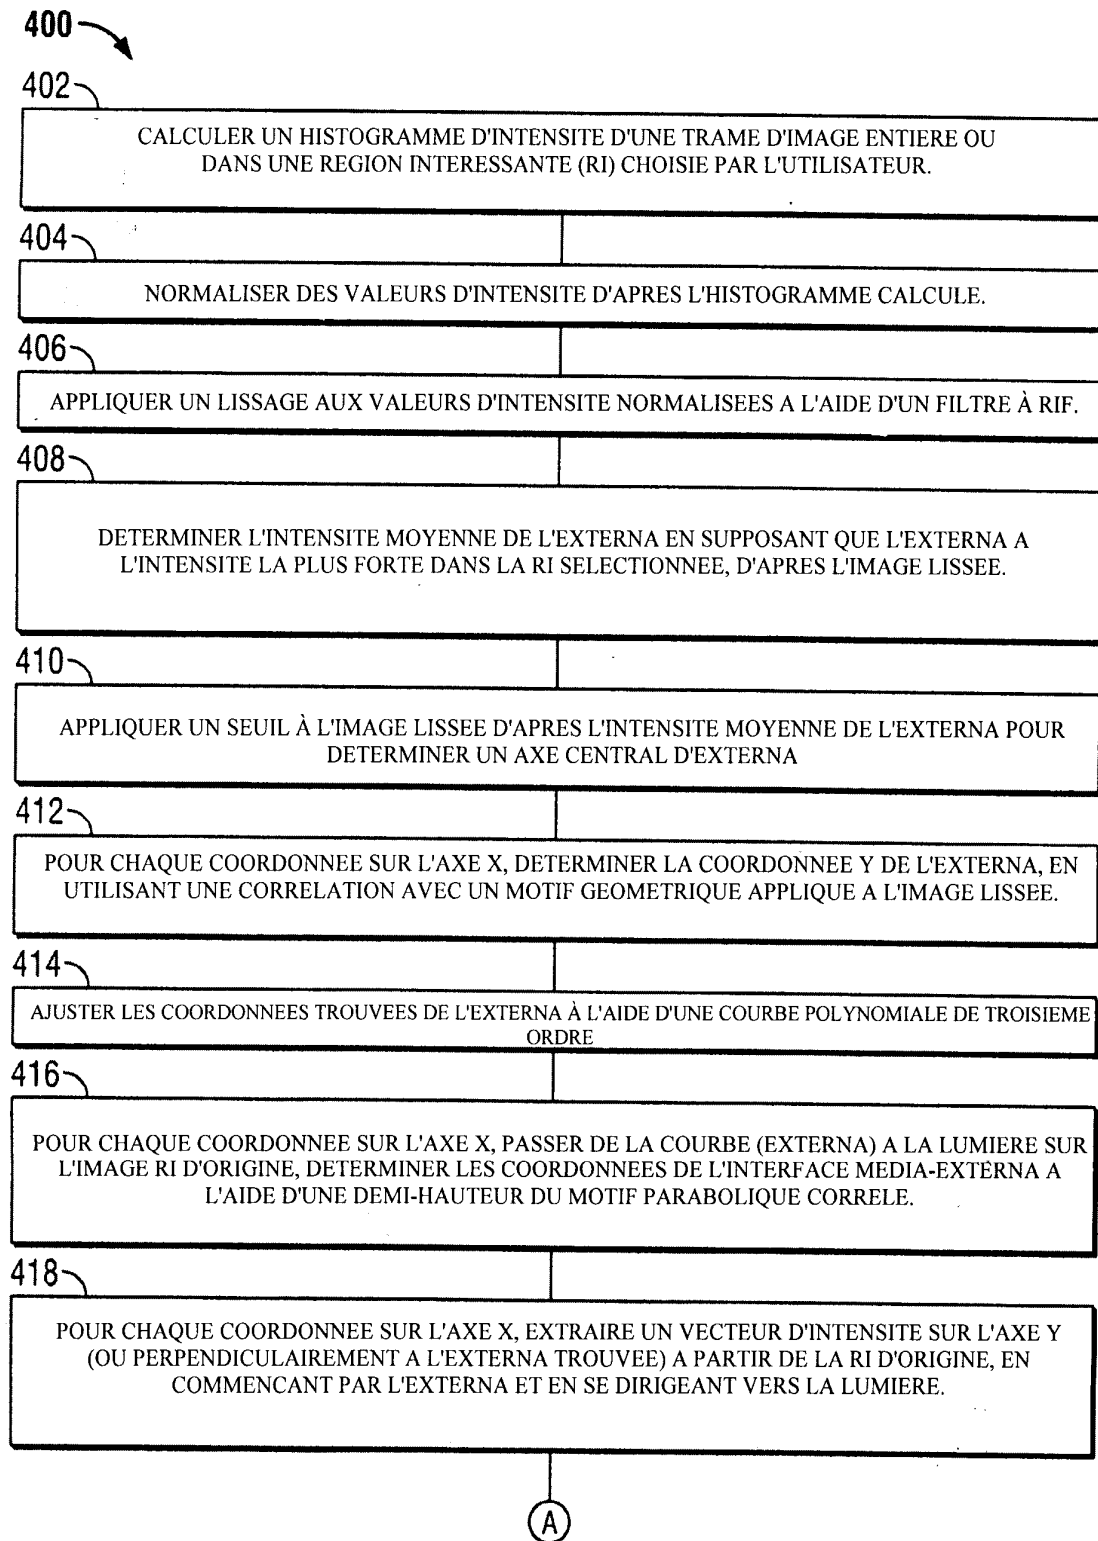 400
402
CALCULER UN HISTOGRAMME D'INTENSITE D'UNE TRAME D'IMAGE ENTIERE OU
DANS UNE REGION INTERESSANTE (RI) CHOISIE PAR L'UTILISATEUR.
404
NORMALISER DES VALEURS D'INTENSITE D'APRES L'HISTOGRAMME CALCULE.
406
APPLIQUER UN LISSAGE AUX VALEURS D'INTENSITE NORMALISEES A L'AIDE D'UN FILTRE À RIF.
408
DETERMINER L'INTENSITE MOYENNE DE L'EXTERNA EN SUPPOSANT QUE L'EXTERNA A
L'INTENSITE LA PLUS FORTE DANS LA RI SELECTIONNEE, D'APRES L'IMAGE LISSEE.
410
APPLIQUER UN SEUIL À L'IMAGE LISSEE D'APRES L'INTENSITE MOYENNE DE L'EXTERNA POUR
DETERMINER UN AXE CENTRAL D'EXTERNA
412
POUR CHAQUE COORDONNEE SUR L'AXE X, DETERMINER LA COORDONNEE Y DE L'EXTERNA, EN
UTILISANT UNE CORRELATION AVEC UN MOTIF GEOMETRIQUE APPLIQUE A L'IMAGE LISSEE.
414
AJUSTER LES COORDONNEES TROUVEES DE L'EXTERNA À L'AIDE D'UNE COURBE POLYNOMIALE DE TROISIEME
ORDRE
416
POUR CHAQUE COORDONNEE SUR L'AXE X, PASSER DE LA COURBE (EXTERNA) A LA LUMIERE SUR
L'IMAGE RI D'ORIGINE, DETERMINER LES COORDONNEES DE L'INTERFACE MEDIA-EXTERNA A
L'AIDE D'UNE DEMI-HAUTEUR DU MOTIF PARABOLIQUE CORRELE.
418
POUR CHAQUE COORDONNEE SUR L'AXE X, EXTRAIRE UN VECTEUR D'INTENSITE SUR L'AXE Y
(OU PERPENDICULAIREMENT A L'EXTERNA TROUVEE) A PARTIR DE LA RI D'ORIGINE, EN
COMMENCANT PAR L'EXTERNA ET EN SE DIRIGEANT VERS LA LUMIERE.
A